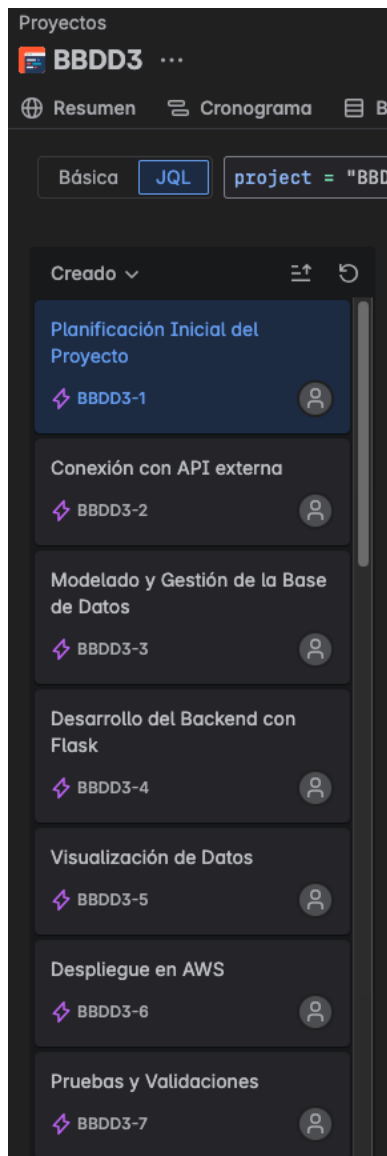 Proyectos
BBDD3 ...
Resumen Cronograma B
Básica JQL project = "BBD
Creado
Planificación Inicial del
Proyecto
BBDD3-1
Conexión con API externa
BBDD3-2
Modelado y Gestión de la Base
de Datos
BBDD3-3
Desarrollo del Backend con
Flask
BBDD3-4
Visualización de Datos
BBDD3-5
Despliegue en AWS
BBDD3-6
Pruebas y Validaciones
BBDD3-7